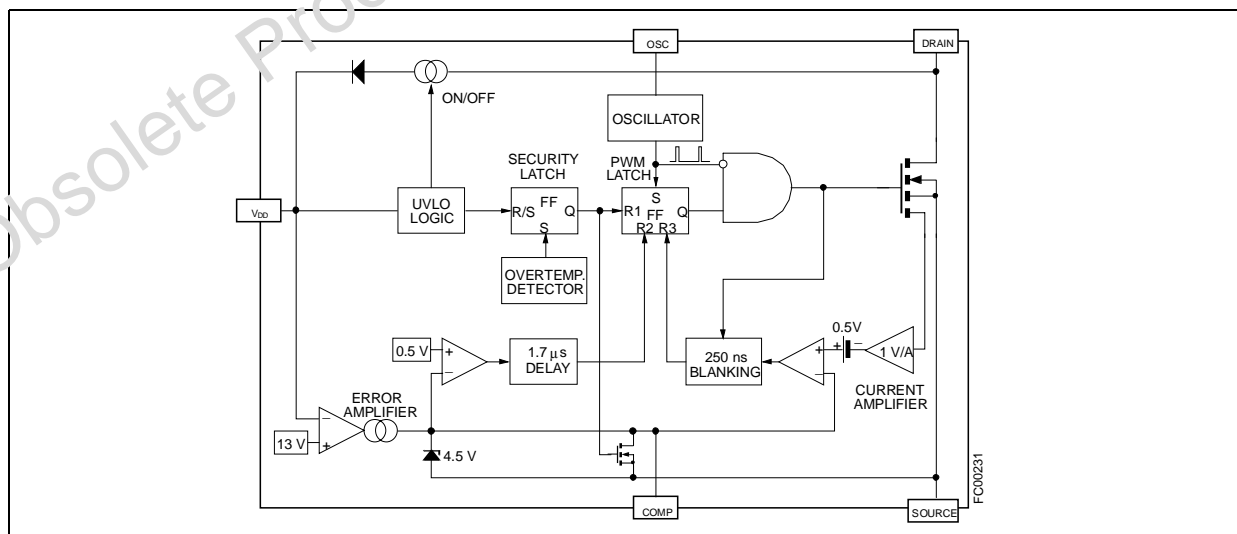 Obsolete Proc
OSC
DRAIN
ON/OFF
OSCILLATOR
SECURITY
LATCH
PWM
LATCH
VDD
UVLO
LOGIC
R/S
FF
S
Q
R1
S
FF
R2 R3
Q
OVERTEMP.
DETECTOR
0.5 V
+
−
1.7 μs
DELAY
250 ns
BLANKING
+
−
0.5V
+
−
1 V/A
CURRENT
AMPLIFIER
ERROR
AMPLIFIER
−
+
13 V
4.5 V
COMP
SOURCE
FC00231